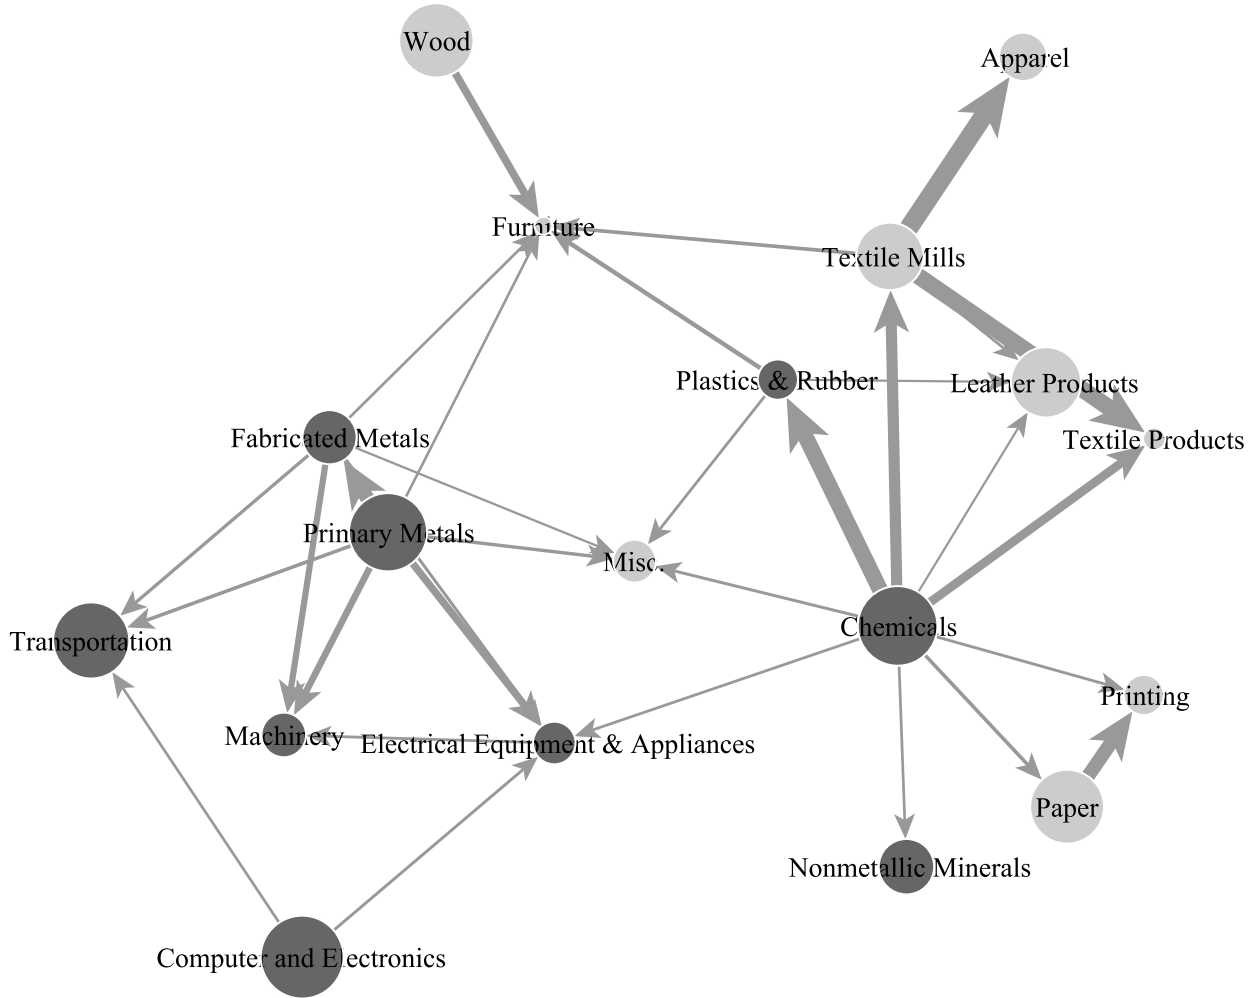 Wood
Apparel
Furniture
Textile Mills
Plastics & Rubber
Leather Products
Fabricated Metals
Textile Products
Primary Metals
Misc.
Transportation
Chemicals
Printing
Machinery
Electrical Equipment & Appliances
Paper
Nonmetallic Minerals
Computer and Electronics